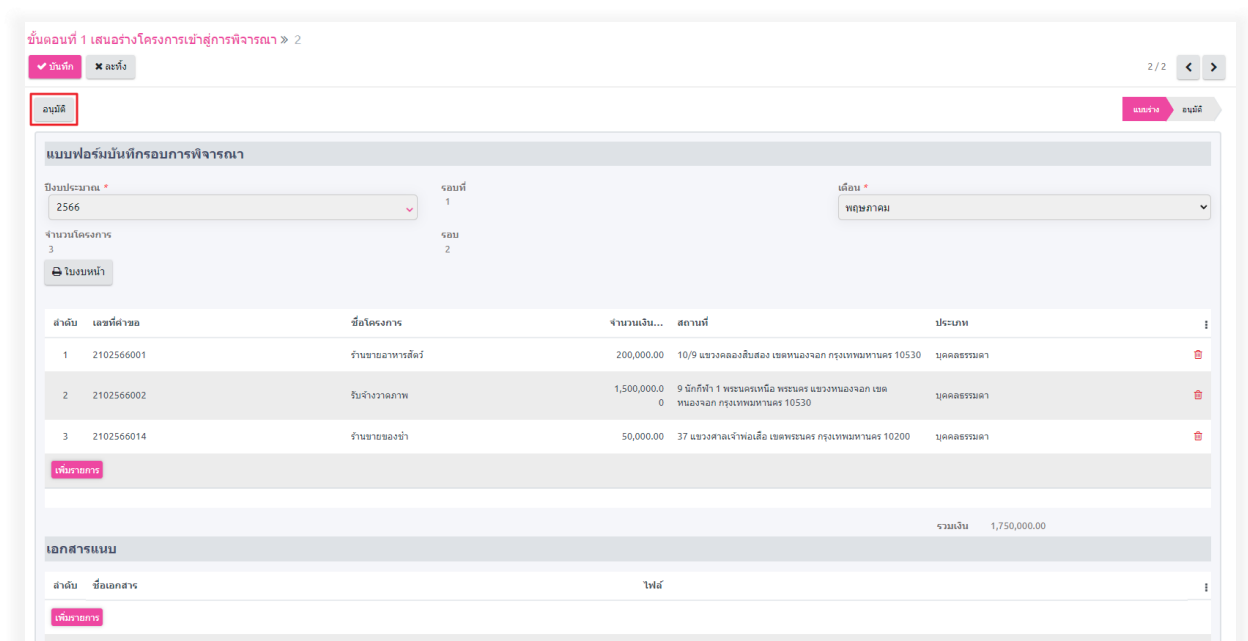 ขั้นตอนที่ 1 เสนอร่างโครงการเข้าสู่การพิจารณา » 2
บันทึก ละทิ้ง 2 / 2
อนุมัติ แบบร่าง อนุมัติ
แบบฟอร์มบันทึกรอบการพิจารณา
ปีงบประมาณ * รอบที่ เดือน *
2566 1 พฤษภาคม
จำนวนโครงการ รอบ
3 2
ใบงบหน้า
ลำดับ เลขที่คำขอ ชื่อโครงการ จำนวนเงิน... สถานที่ ประเภท
1 2102566001 ร้านขายอาหารสัตว์ 200,000.00 10/9 แขวงคลองสิบสอง เขตหนองจอก กรุงเทพมหานคร 10530 บุคคลธรรมดา
2 2102566002 รับจ้างวาดภาพ 1,500,000.0 9 นักกีฬา 1 พระนครเหนือ พระนคร แขวงหนองจอก เขต บุคคลธรรมดา
0 หนองจอก กรุงเทพมหานคร 10530
3 2102566014 ร้านขายของชำ 50,000.00 37 แขวงศาลเจ้าพ่อเสือ เขตพระนคร กรุงเทพมหานคร 10200 บุคคลธรรมดา
เพิ่มรายการ
รวมเงิน 1,750,000.00
เอกสารแนบ
ลำดับ ชื่อเอกสาร ไฟล์
เพิ่มรายการ